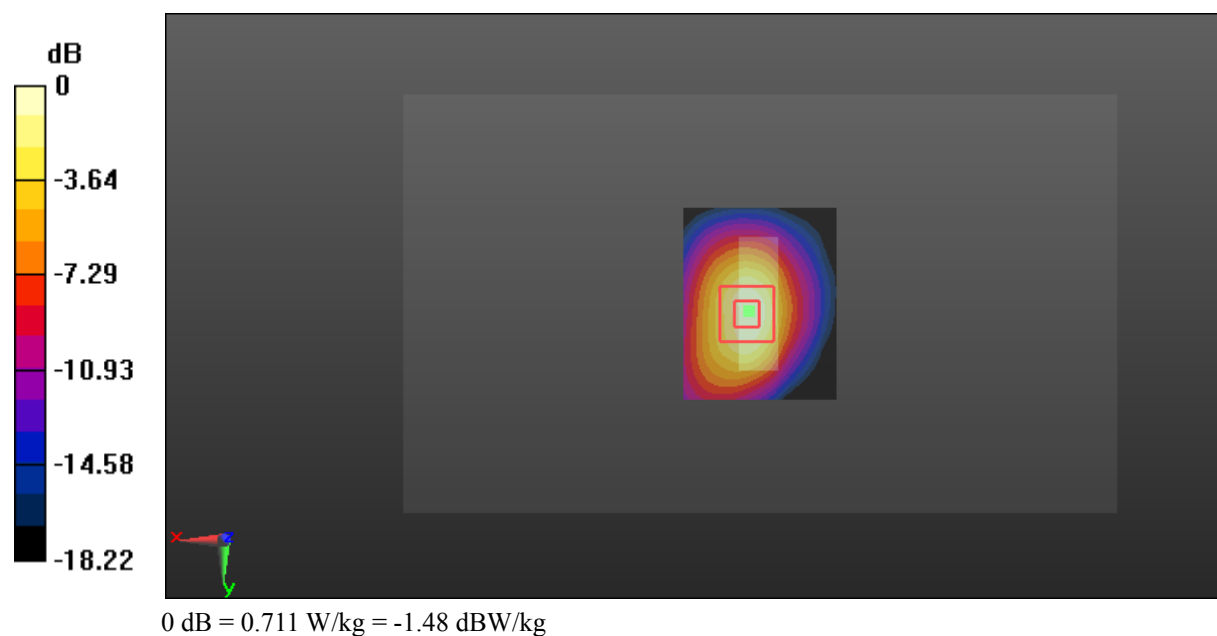 dB
0
-3.64
-7.29
-10.93
-14.58
-18.22
x
z
y
0 dB = 0.711 W/kg = -1.48 dBW/kg